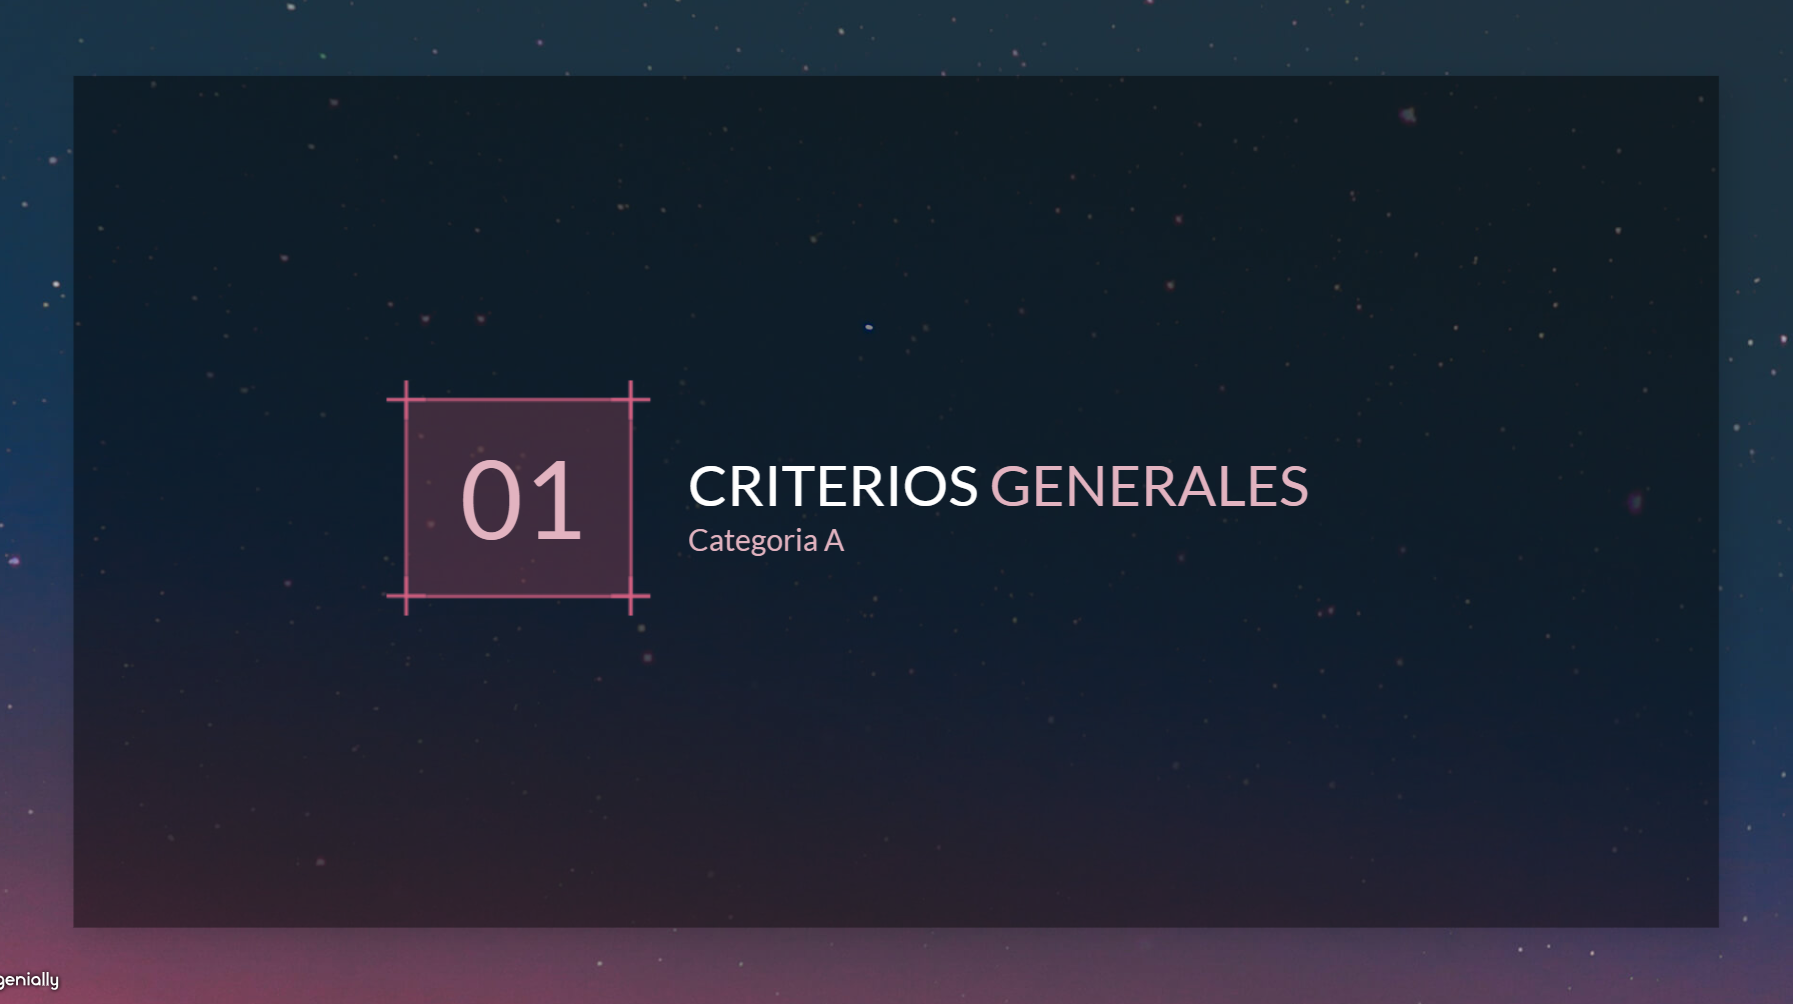 01
CRITERIOS GENERALES
Categoria A
genially